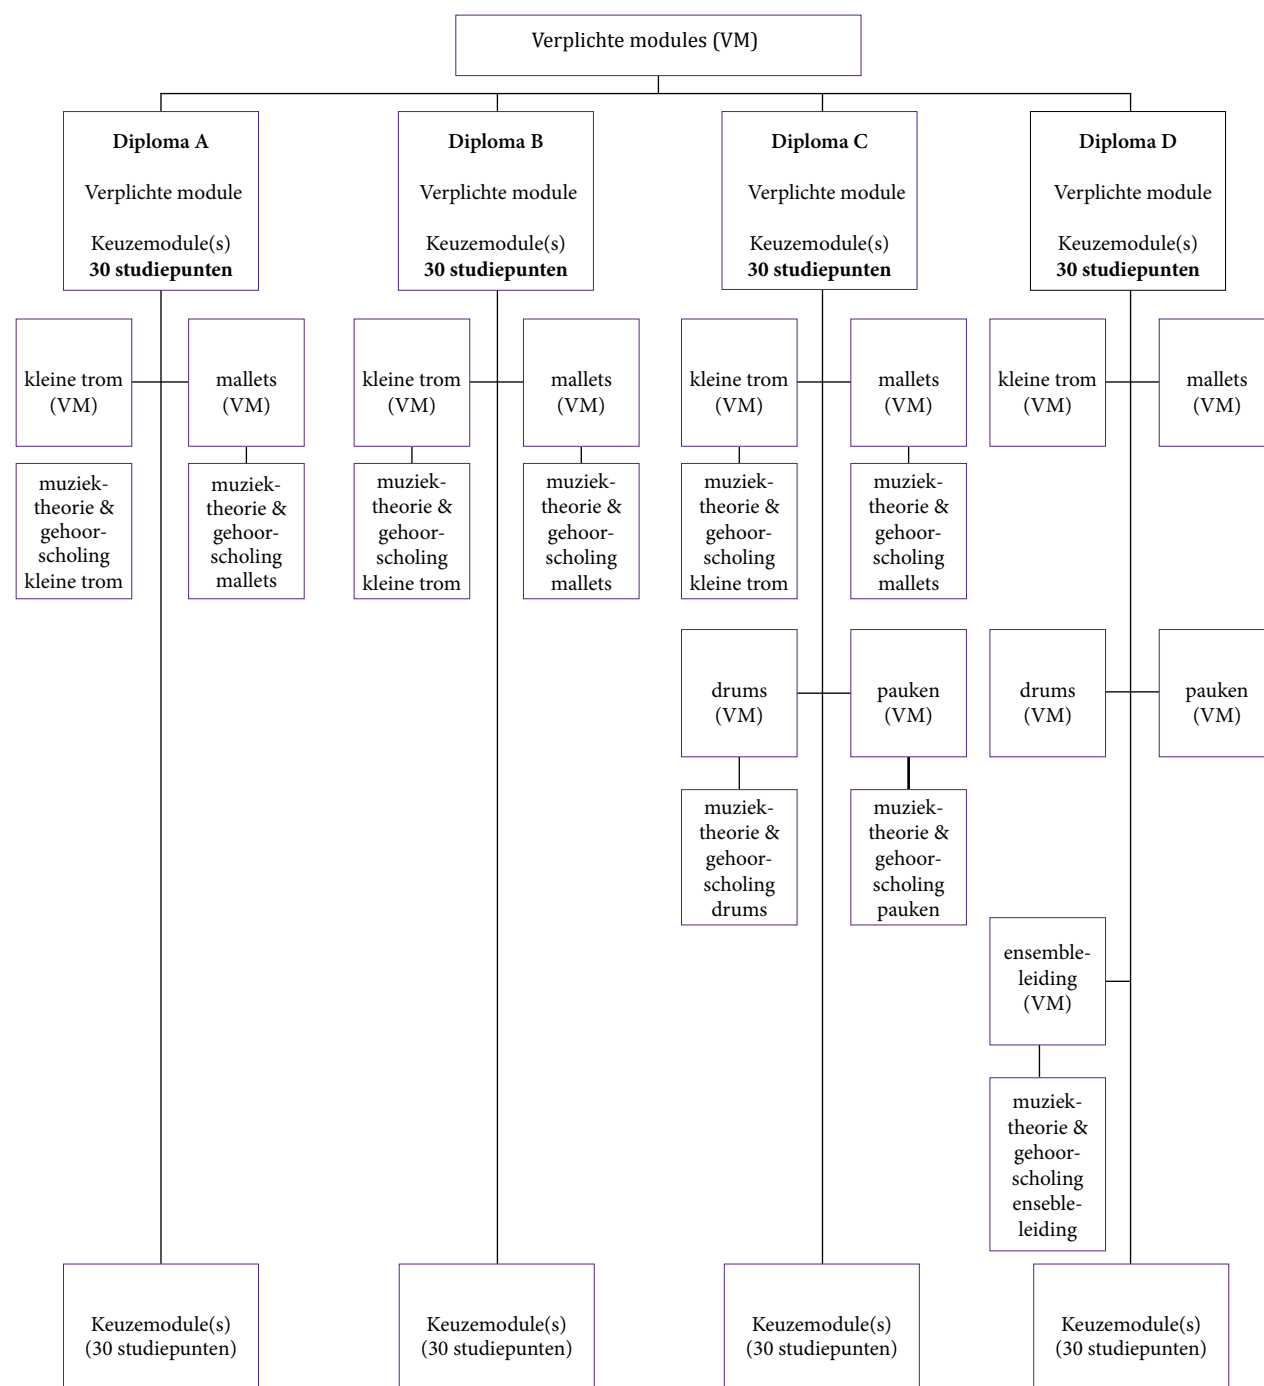 Verplichte modules (VM)
Diploma A
Verplichte module
Keuzemodule(s)
30 studiepunten
Diploma B
Verplichte module
Keuzemodule(s)
30 studiepunten
Diploma C
Verplichte module
Keuzemodule(s)
30 studiepunten
Diploma D
Verplichte module
Keuzemodule(s)
30 studiepunten
kleine trom
(VM)
mallets
(VM)
kleine trom
(VM)
mallets
(VM)
kleine trom
(VM)
mallets
(VM)
kleine trom
(VM)
mallets
(VM)
muziek-
theorie &
gehoor-
scholing
kleine trom
muziek-
theorie &
gehoor-
scholing
mallets
muziek-
theorie &
gehoor-
scholing
kleine trom
muziek-
theorie &
gehoor-
scholing
mallets
muziek-
theorie &
gehoor-
scholing
kleine trom
muziek-
theorie &
gehoor-
scholing
mallets
drums
(VM)
pauken
(VM)
drums
(VM)
pauken
(VM)
muziek-
theorie &
gehoor-
scholing
drums
muziek-
theorie &
gehoor-
scholing
pauken
ensemble-
leiding
(VM)
muziek-
theorie &
gehoor-
scholing
enseble-
leiding
Keuzemodule(s)
(30 studiepunten)
Keuzemodule(s)
(30 studiepunten)
Keuzemodule(s)
(30 studiepunten)
Keuzemodule(s)
(30 studiepunten)